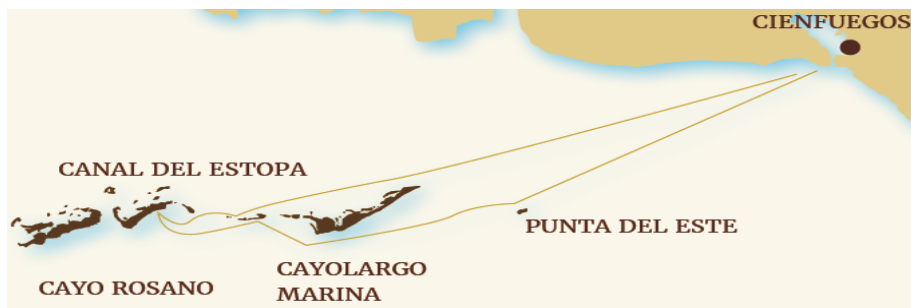 CIENFUEGOS
CANAL DEL ESTOPA
PUNTA DEL ESTE
CAYOLARGO
MARINA
CAYO ROSANO